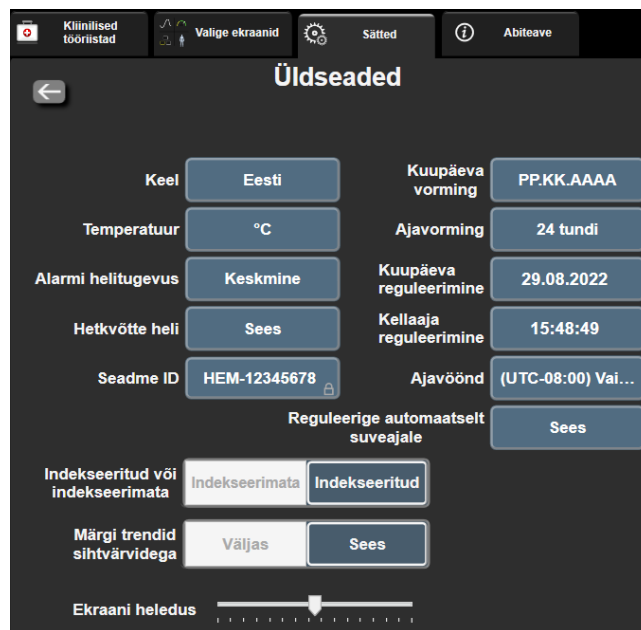 Kliinilised
tööriistad
Valige ekraanid
Sätted
Abiteave
Üldseaded
Keel
Eesti
Kuupäeva
vorming
PP.KK.AAAA
Temperatuur
°C
Ajavorming
24 tundi
Alarmi helitugevus
Keskmine
Kuupäeva
reguleerimine
29.08.2022
Hetkvõtte heli
Sees
Kellaaja
reguleerimine
15:48:49
Seadme ID
HEM-12345678
Ajavöönd
(UTC-08:00) Vai...
Reguleerige automaatselt
suveajale
Sees
Indekseeritud või
indekseerimata
Indekseerimata
Indekseeritud
Märgi trendid
sihtvärvidega
Väljas
Sees
Ekraani heledus